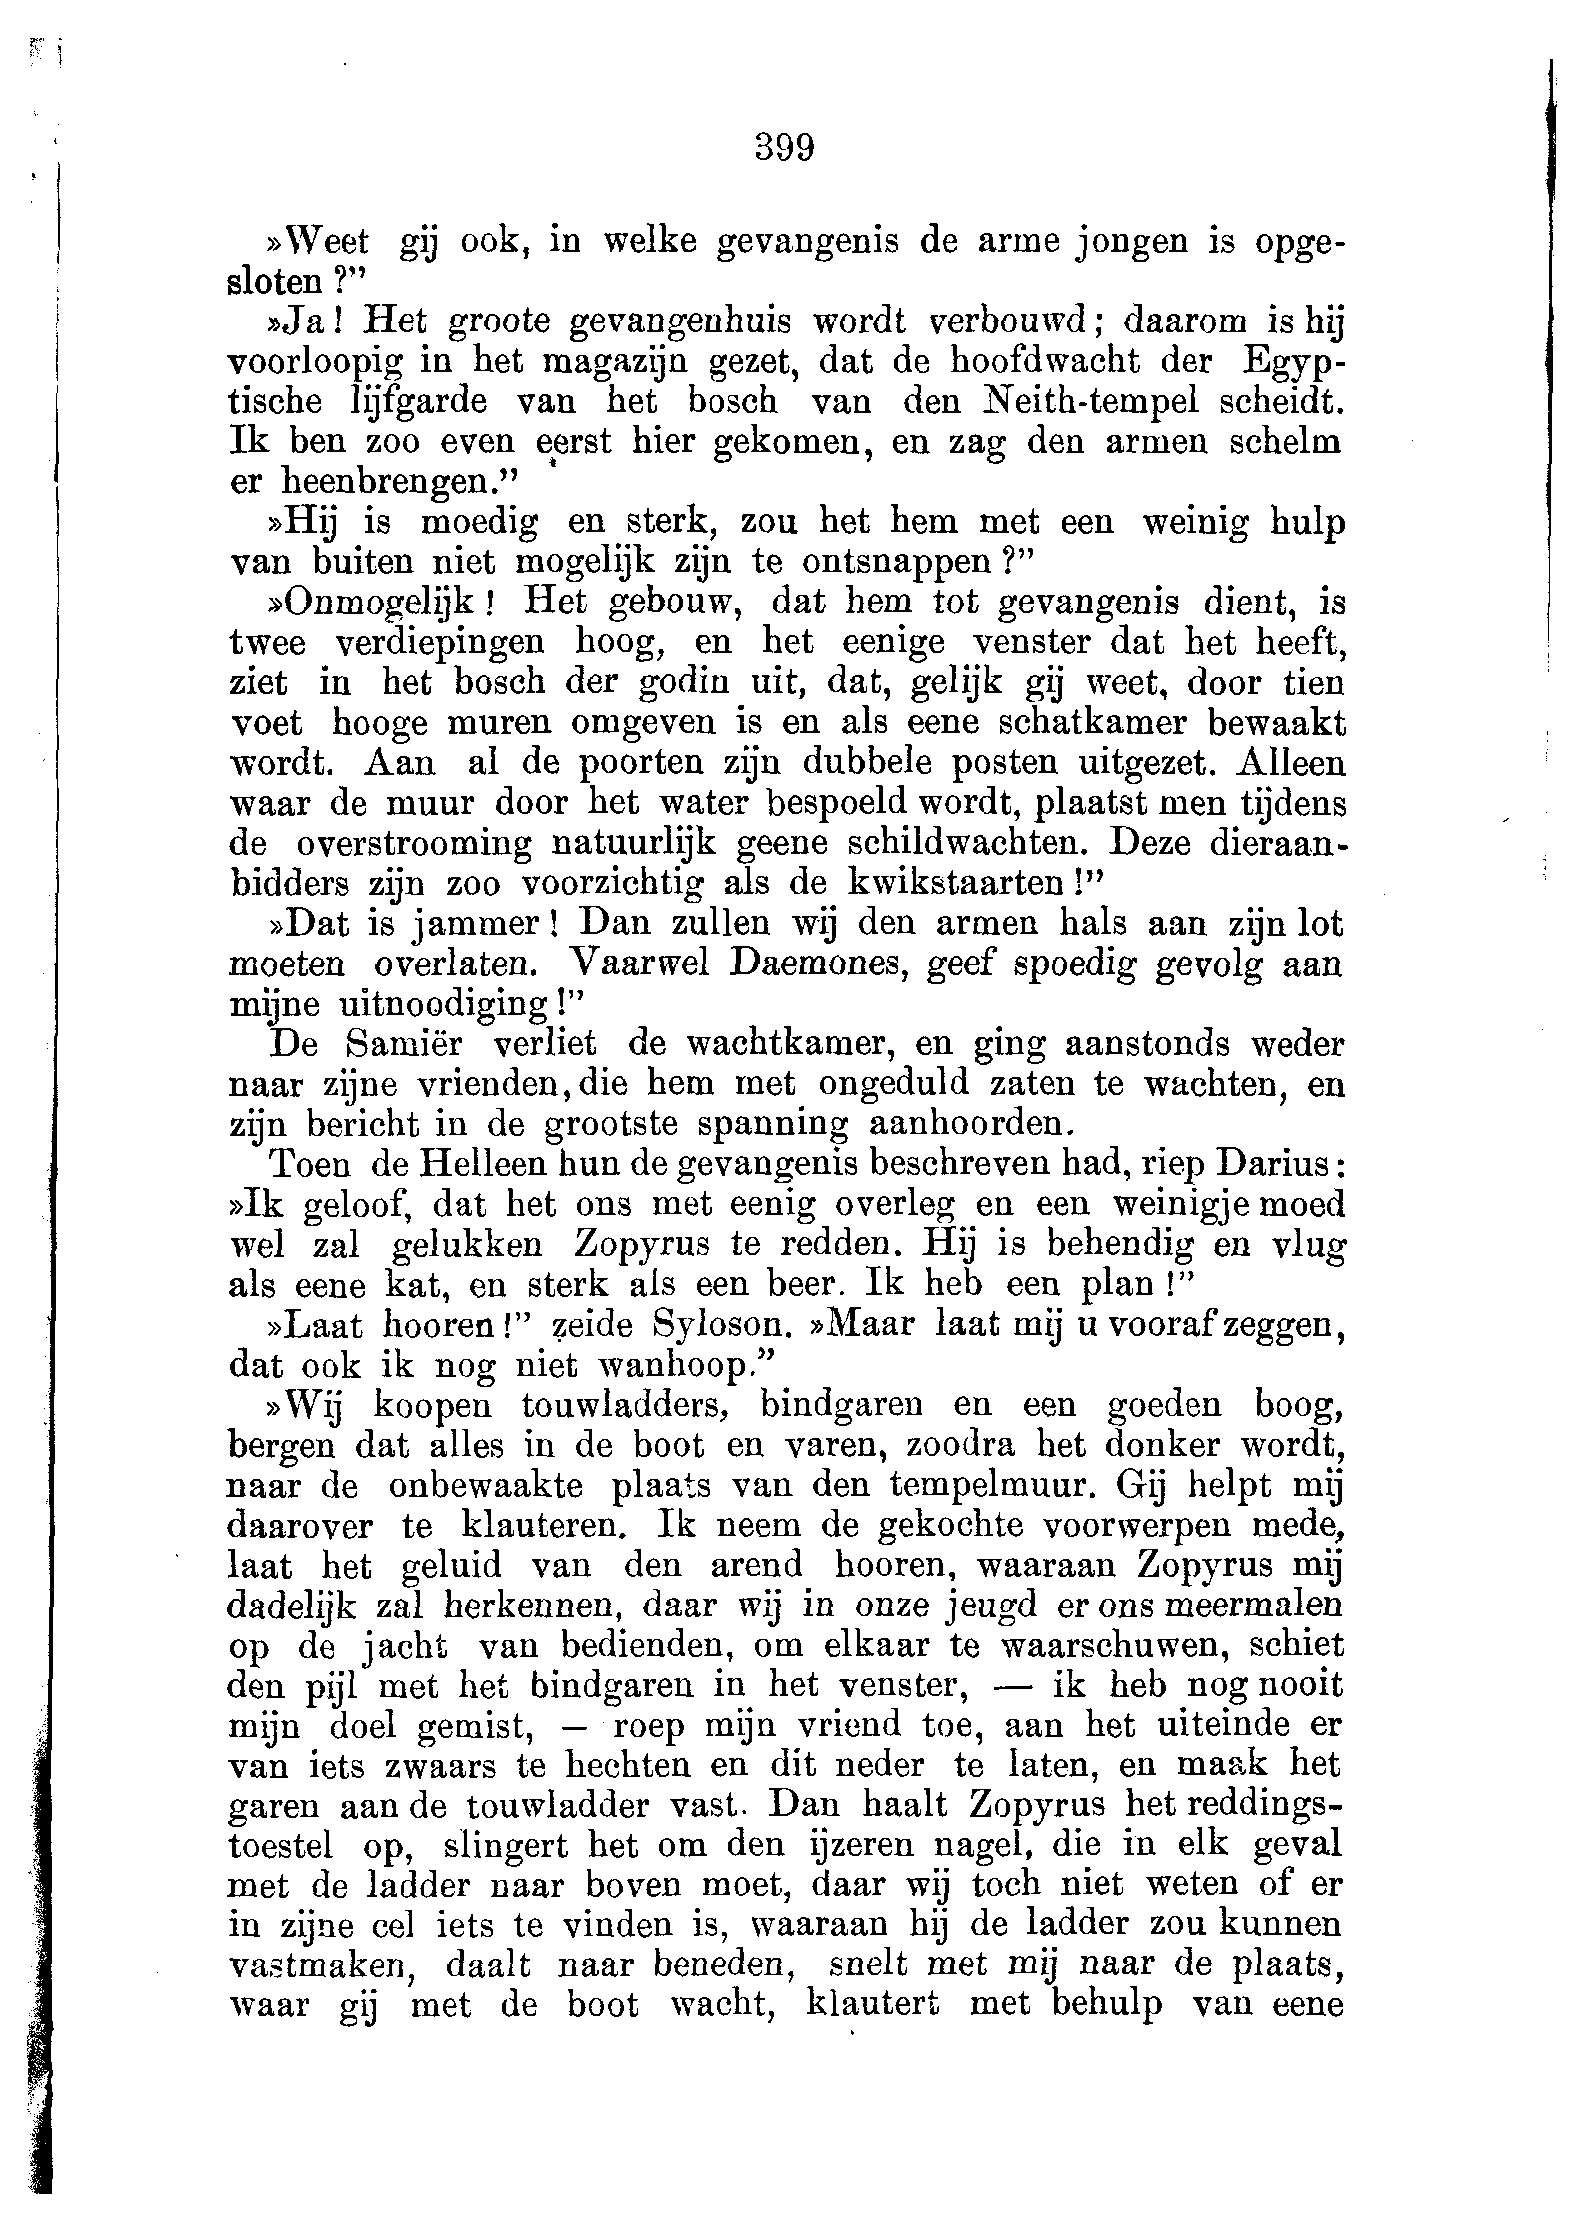 399
»Weet gij ook, in welke gevangenis de arme jongen is opge-
sloten?”
»Ja! Het groote gevangenhuis wordt verbouwd; daarom is hij
voorloopig in het magazijn gezet, dat de hoofdwacht der Egyp-
tische lijfgarde van het bosch van den Neith-tempel scheidt.
Ik ben zoo even eerst hier gekomen, en zag den armen schelm
er heenbrengen.”
»Hij is moedig en sterk, zou het hem met een weinig hulp
van buiten niet mogelijk zijn te ontsnappen?”
»Onmogelijk! Het gebouw, dat hem tot gevangenis dient, is
twee verdiepingen hoog, en het eenige venster dat het heeft,
ziet in het bosch der godin uit, dat, gelijk gij weet, door tien
voet hooge muren omgeven is en als eene schatkamer bewaakt
wordt. Aan al de poorten zijn dubbele posten uitgezet. Alleen
waar de muur door het water bespoeld wordt, plaatst men tijdens
de overstrooming natuurlijk geene schildwachten. Deze dieraan-
bidders zijn zoo voorzichtig als de kwikstaarten!”
»Dat is jammer! Dan zullen wij den armen hals aan zijn lot
moeten overlaten. Vaarwel Daemones, geef spoedig gevolg aan
mijne uitnoodiging!”
De Samiër verliet de wachtkamer, en ging aanstonds weder
naar zijne vrienden, die hem met ongeduld zaten te wachten, en
zijn bericht in de grootste spanning aanhoorden.
Toen de Helleen hun de gevangenis beschreven had, riep Darius:
»Ik geloof, dat het ons met eenig overleg en een weinigje moed
wel zal gelukken Zopyrus te redden. Hij is behendig en vlug
als eene kat, en sterk als een beer. Ik heb een plan!”
»Laat hooren!” zeide Syloson. »Maar laat mij u vooraf zeggen,
dat ook ik nog niet wanhoop.”
»Wij koopen touwladders, bindgaren en een goeden boog,
bergen dat alles in de boot en varen, zoodra het donker wordt,
naar de onbewaakte plaats van den tempelmuur. Gij helpt mij
daarover te klauteren. Ik neem de gekochte voorwerpen mede,
laat het geluid van den arend hooren, waaraan Zopyrus mij
dadelijk zal herkennen, daar wij in onze jeugd er ons meermalen
op de jacht van bedienden, om elkaar te waarschuwen, schiet
den pijl met het bindgaren in het venster, — ik heb nog nooit
mijn doel gemist, — roep mijn vriend toe, aan het uiteinde er
van iets zwaars te hechten en dit neder te laten, en maak het
garen aan de touwladder vast. Dan haalt Zopyrus het reddings-
toestel op, slingert het om den ijzeren nagel, die in elk geval
met de ladder naar boven moet, daar wij toch niet weten of er
in zijne cel iets te vinden is, waaraan hij de ladder zou kunnen
vastmaken, daalt naar beneden, snelt met mij naar de plaats,
waar gij met de boot wacht, klautert met behulp van eene